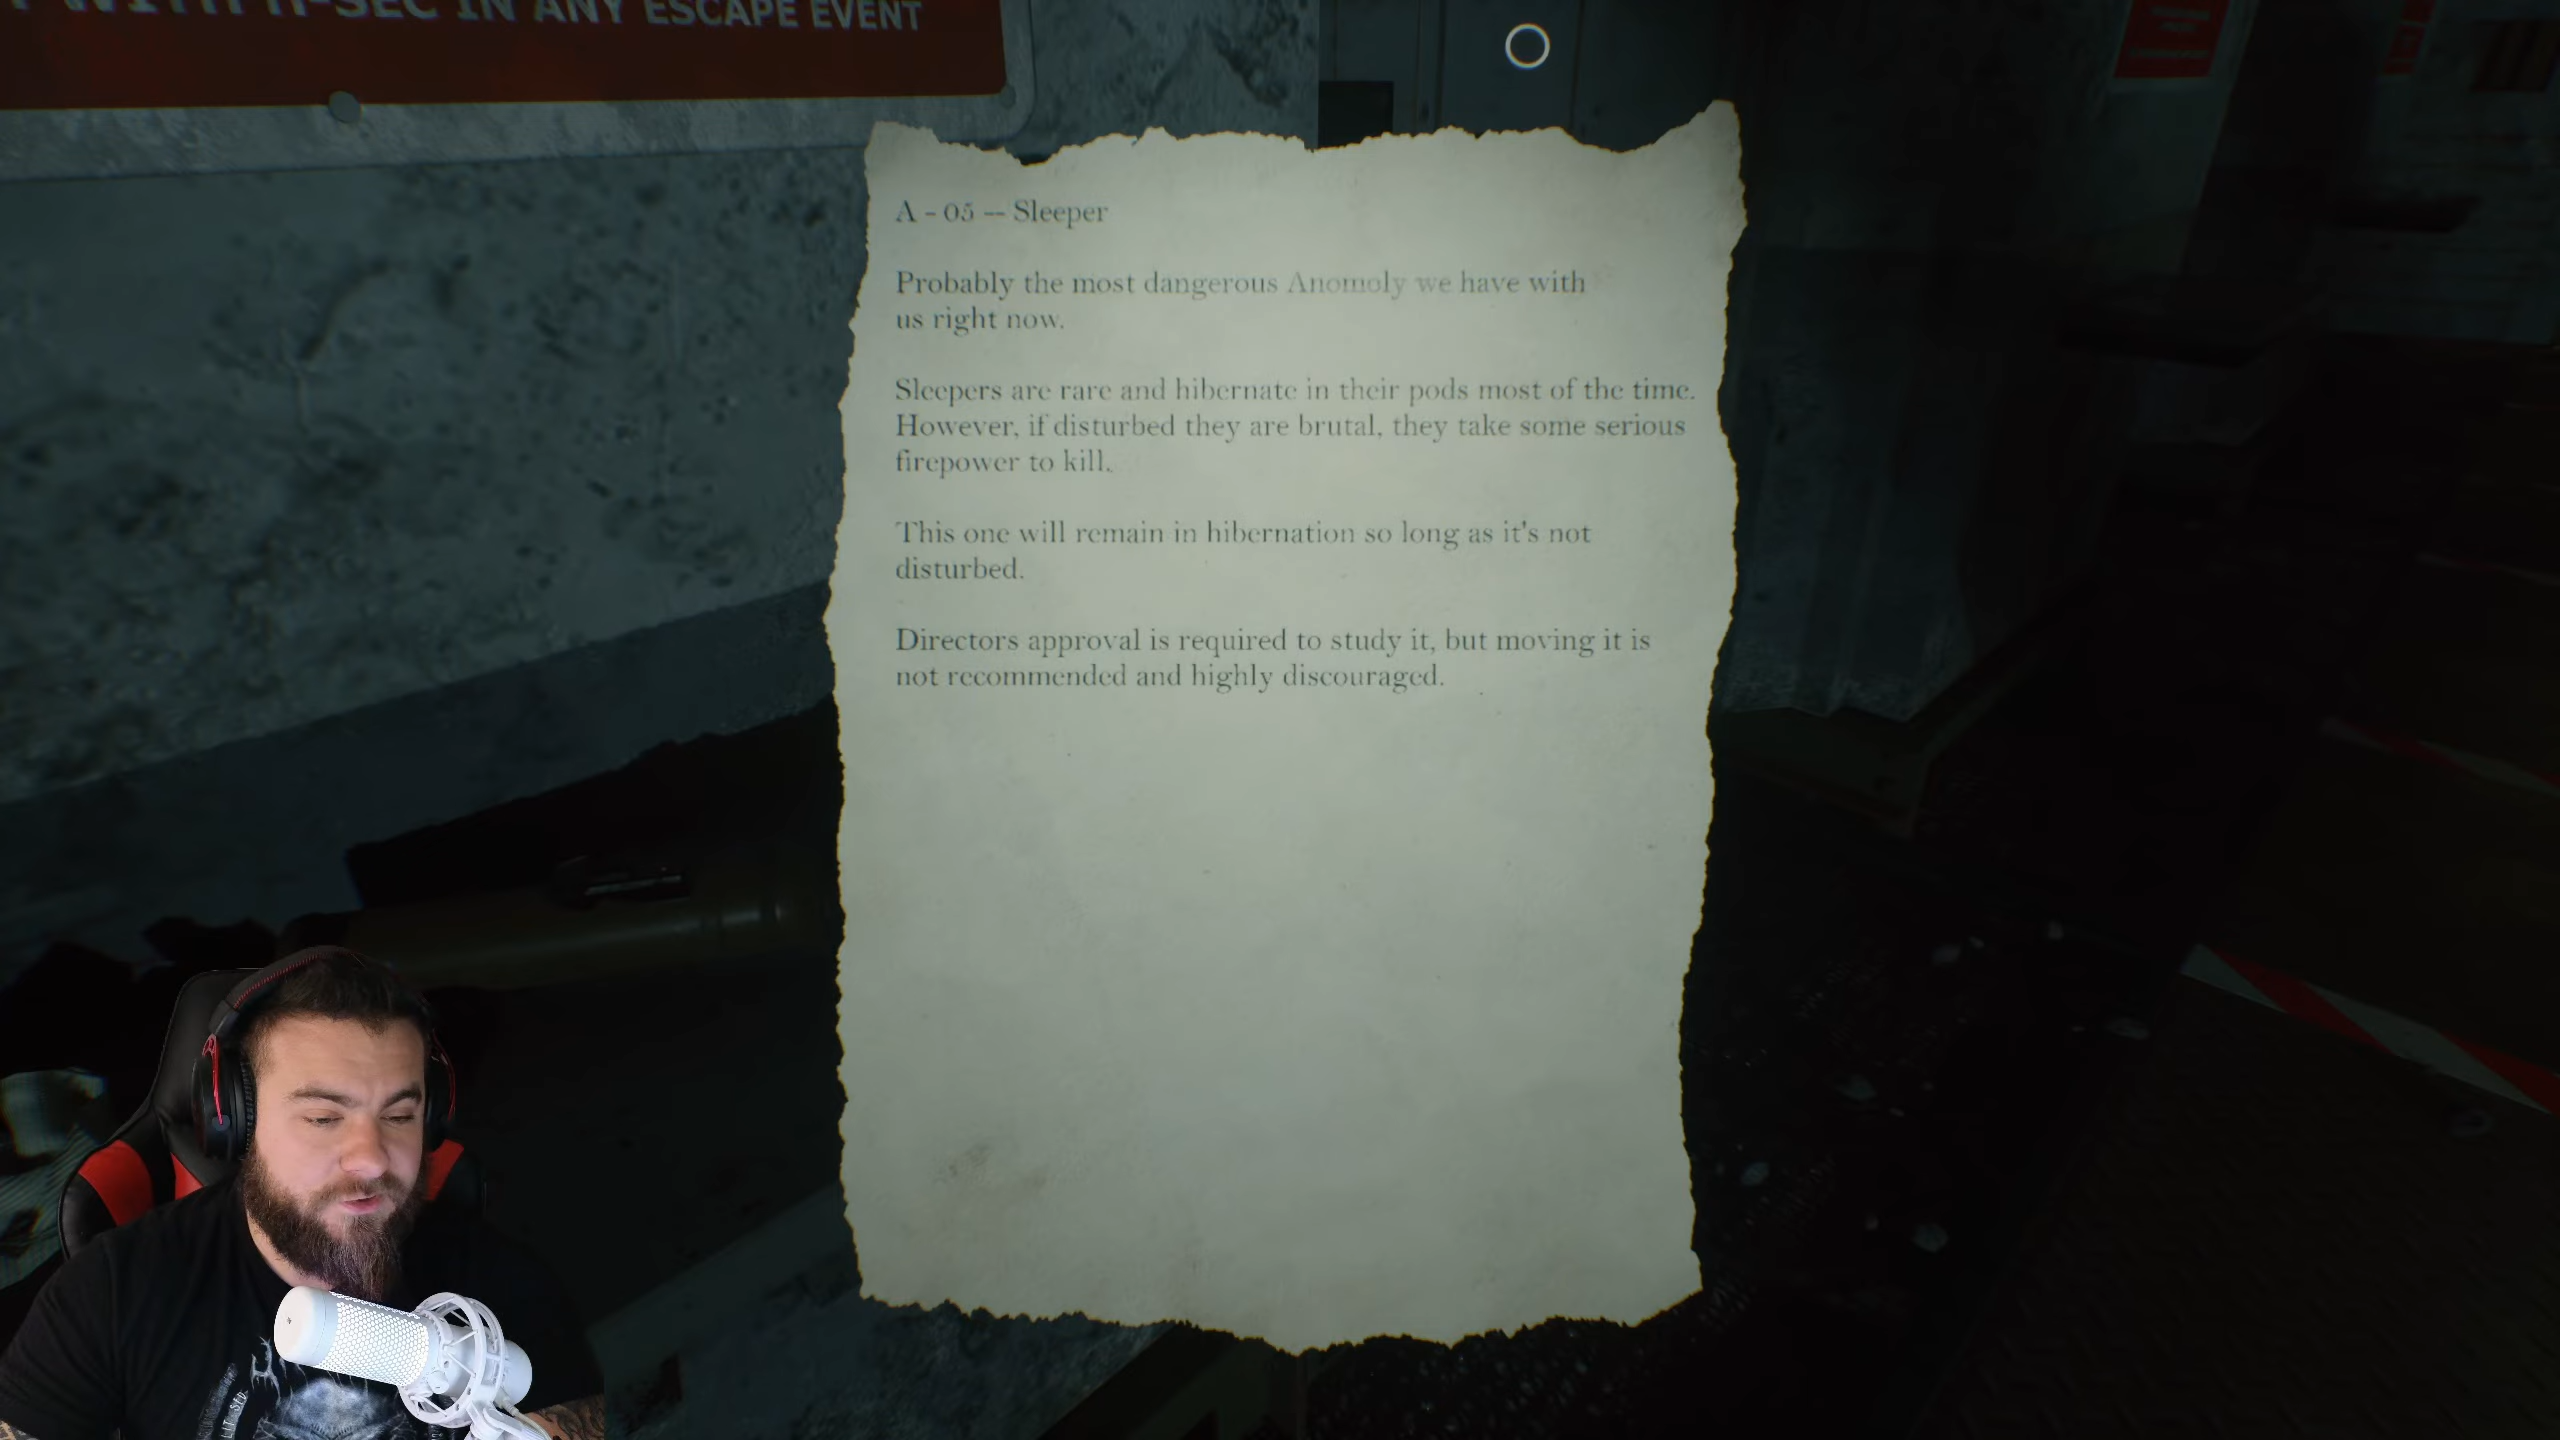 WITH H-SEC IN ANY ESCAPE EVENT
A - 05 -- Sleeper
Probably the most dangerous Anomoly we have with
us right now.
Sleepers are rare and hibernate in their pods most of the time.
However, if disturbed they are brutal, they take some serious
firepower to kill.
This one will remain in hibernation so long as it's not
disturbed.
Directors approval is required to study it, but moving it is
not recommended and highly discouraged.